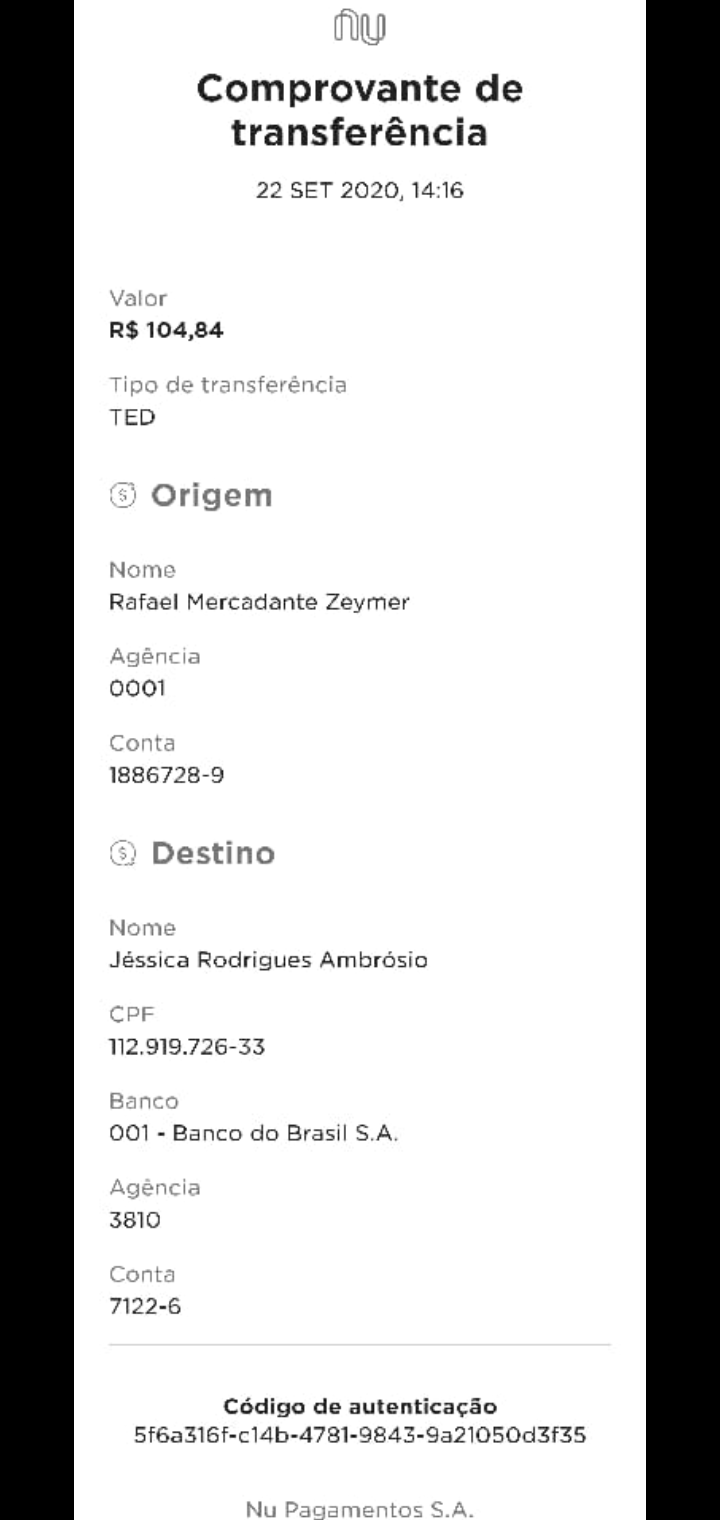 nu
Comprovante de
transferência
22 SET 2020, 14:16
Valor
R$ 104,84
Tipo de transferência
TED
Origem
Nome
Rafael Mercadante Zeymer
Agência
0001
Conta
1886728-9
Destino
Nome
Jéssica Rodrigues Ambrósio
CPF
112.919.726-33
Banco
001 - Banco do Brasil S.A.
Agência
3810
Conta
7122-6
Código de autenticação
5f6a316f-c14b-4781-9843-9a21050d3f35
Nu Pagamentos S.A.